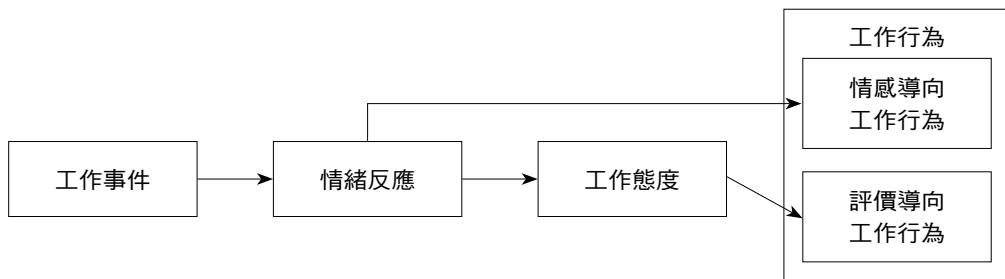 工作行為
情感導向
工作行為
工作事件
情緒反應
工作態度
評價導向
工作行為